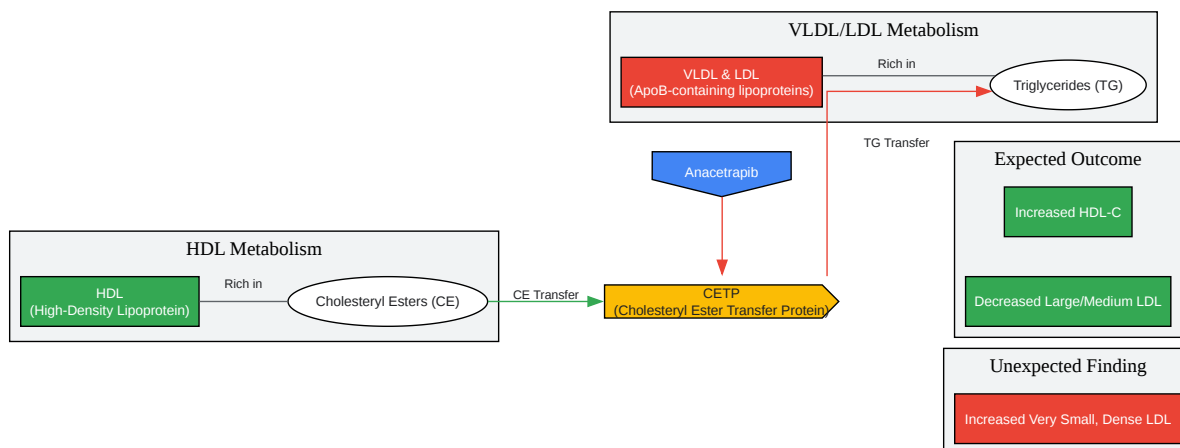 VLDL/LDL Metabolism
VLDL & LDL
(ApoB-containing lipoproteins)
Rich in
Triglycerides (TG)
TG Transfer
Anacetrapib
Expected Outcome
Increased HDL-C
Decreased Large/Medium LDL
HDL Metabolism
HDL
(High-Density Lipoprotein)
Rich in
Cholesteryl Esters (CE)
CE Transfer
CETP
(Cholesteryl Ester Transfer Protein)
Unexpected Finding
Increased Very Small, Dense LDL